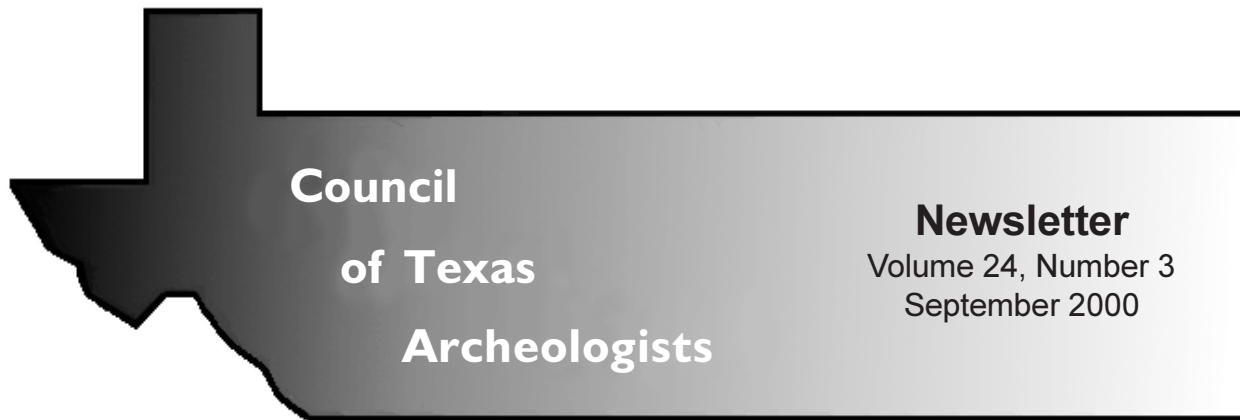 Council
of Texas
Archeologists
Newsletter
Volume 24, Number 3
September 2000